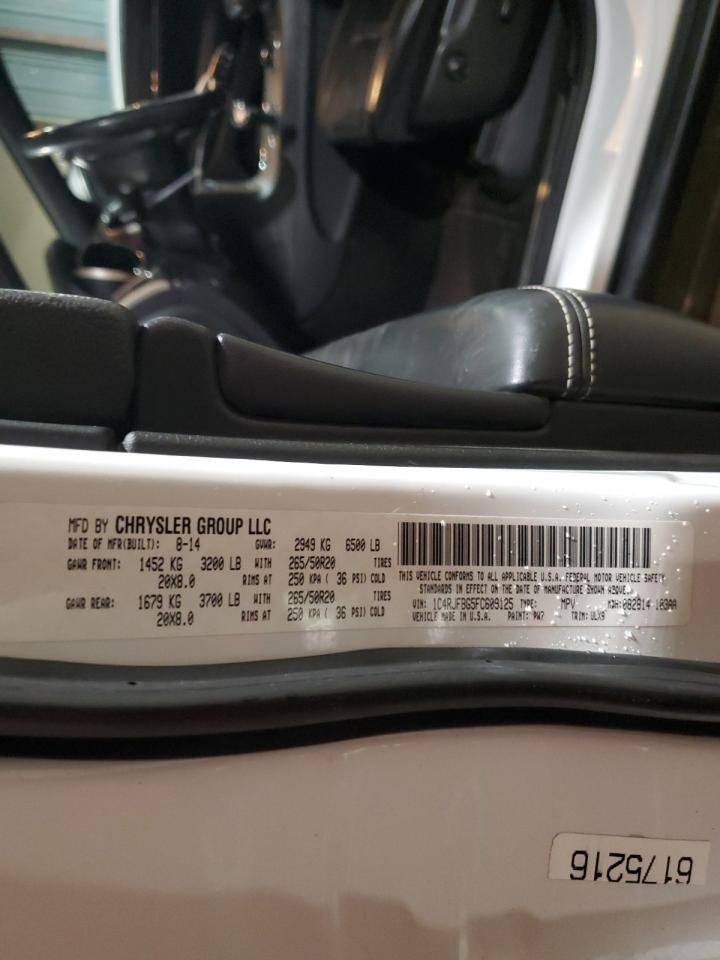 MFD BY CHRYSLER GROUP LLC
DATE OF MFR(BUILT): 8-14 GVWR: 2949 KG 6500 LB
GAWR FRONT: 1452 KG 3200 LB WITH 265/50R20 TIRES
20X8.0 RIMS AT 250 KPA ( 36 PSI) COLD
GAWR REAR: 1679 KG 3700 LB WITH 265/50R20 TIRES
20X8.0 RIMS AT 250 KPA ( 36 PSI) COLD
THIS VEHICLE CONFORMS TO ALL APPLICABLE U.S.A. FEDERAL MOTOR VEHICLE SAFETY
STANDARDS IN EFFECT ON THE DATE OF MANUFACTURE SHOWN ABOVE.
VIN: 1C4RJFBG5FC609125 TYPE: MPV MDH:082814 103AA
VEHICLE MADE IN U.S.A. PAINT: PW7 TRIM: ULX9
6175216